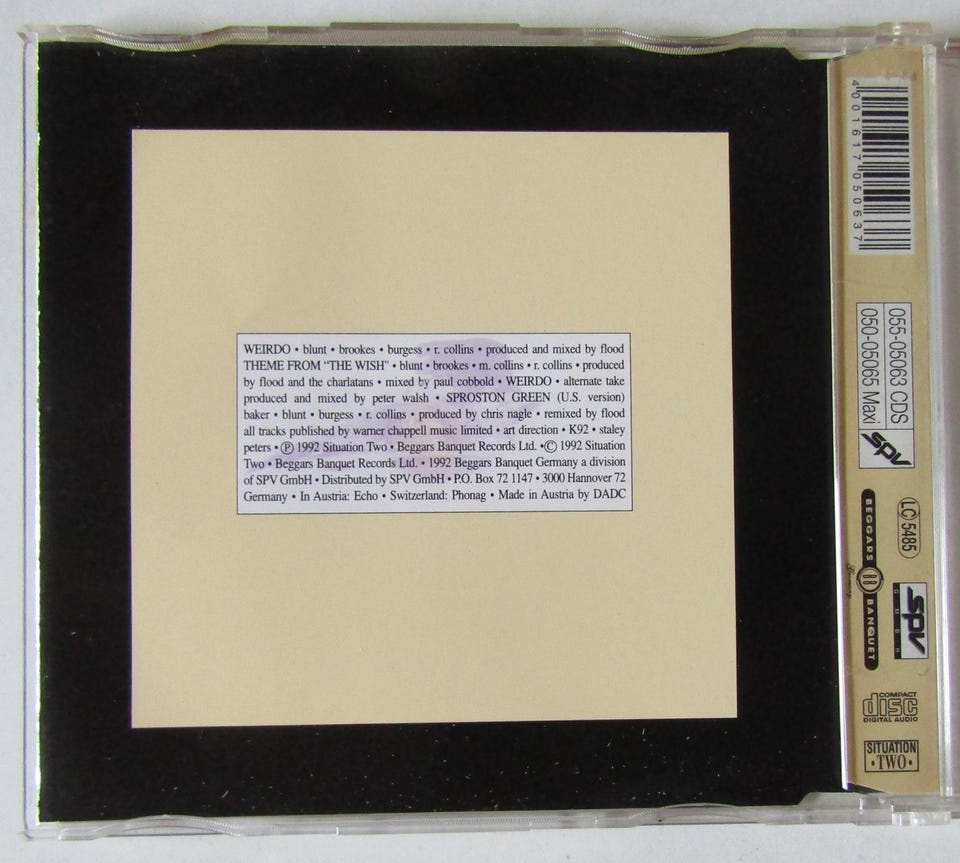 WEIRDO • blunt • brookes • burgess • r. collins • produced and mixed by flood
THEME FROM “THE WISH” • blunt • brookes • m. collins • r. collins • produced
by flood and the charlatans • mixed by paul cobbold • WEIRDO • alternate take
produced and mixed by peter walsh • SPROSTON GREEN (U.S. version)
baker • blunt • burgess • r. collins • produced by chris nagle • remixed by flood
all tracks published by warner chappell music limited • art direction • K92 • staley
peters • Ⓟ 1992 Situation Two • Beggars Banquet Records Ltd. •© 1992 Situation
Two • Beggars Banquet Records Ltd. • 1992 Beggars Banquet Germany a division
of SPV GmbH • Distributed by SPV GmbH • P.O. Box 72 1147 • 3000 Hannover 72
Germany • In Austria: Echo • Switzerland: Phonag • Made in Austria by DADC
4 001617 050637
055-05063 CDS
050-05065 Maxi
SPV
LC 5485
BEGGARS BB BANQUET
Germany
SPV
GMBH
COMPACT
disc
DIGITAL AUDIO
SITUATION
•TWO•